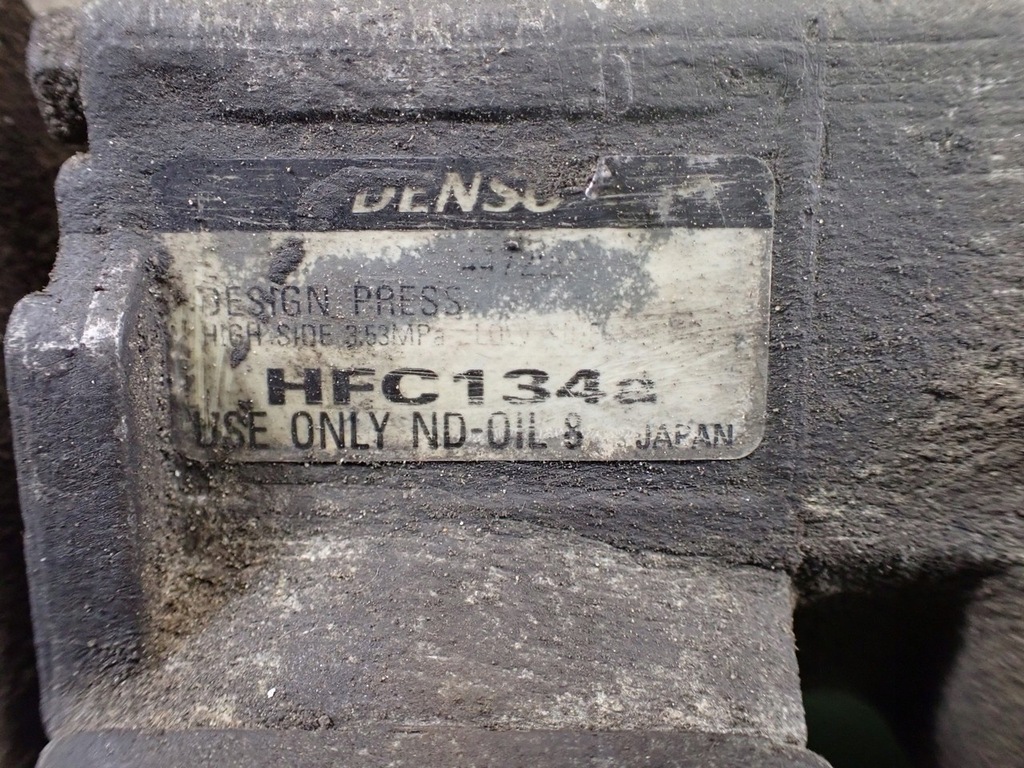 DENSO
DESIGN PRESS
HIGH SIDE 3.53MPa
HFC134a
USE ONLY ND-OIL 8 JAPAN